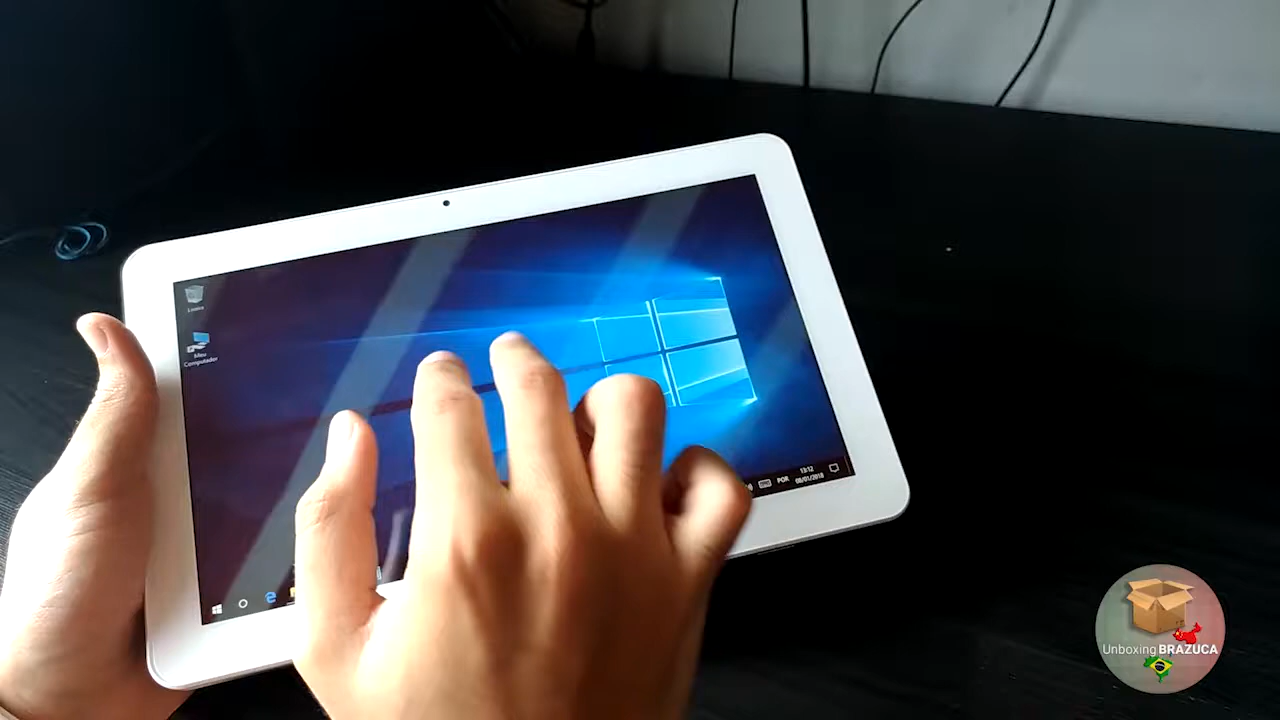 Lixeira
Meu
Computador
POR
13:12
08/01/2018
Unboxing BRAZUCA